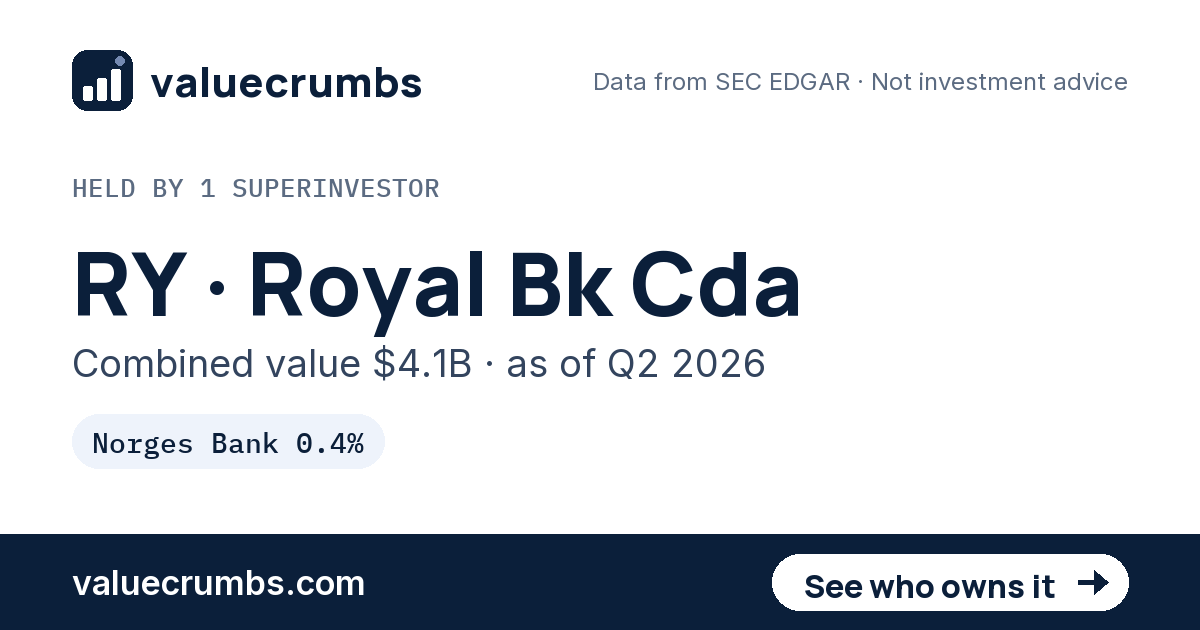 valuecrumbs
Data from SEC EDGAR · Not investment advice
HELD BY 1 SUPERINVESTOR
RY · Royal Bk Cda
Combined value $4.1B · as of Q2 2026
Norges Bank 0.4%
valuecrumbs.com
See who owns it →